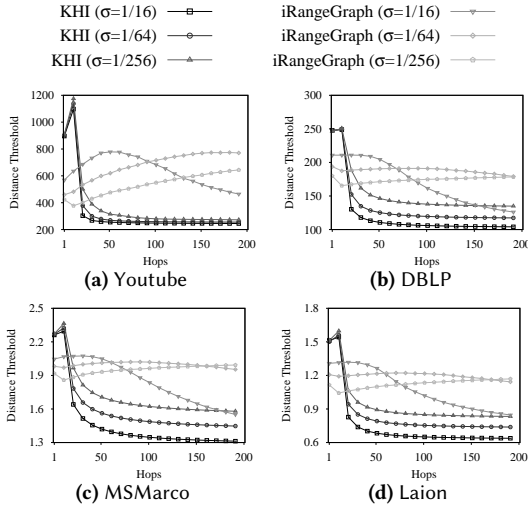 KHI (σ=1/16)
KHI (σ=1/64)
KHI (σ=1/256)
iRangeGraph (σ=1/16)
iRangeGraph (σ=1/64)
iRangeGraph (σ=1/256)
Distance Threshold
1200
1000
800
600
400
200
1 50 100 150 200
Hops
(a) Youtube
Distance Threshold
300
250
200
150
100
1 50 100 150 200
Hops
(b) DBLP
Distance Threshold
2.5
2.2
1.9
1.6
1.3
1 50 100 150 200
Hops
(c) MSMarco
Distance Threshold
1.8
1.5
1.2
0.9
0.6
1 50 100 150 200
Hops
(d) Laion